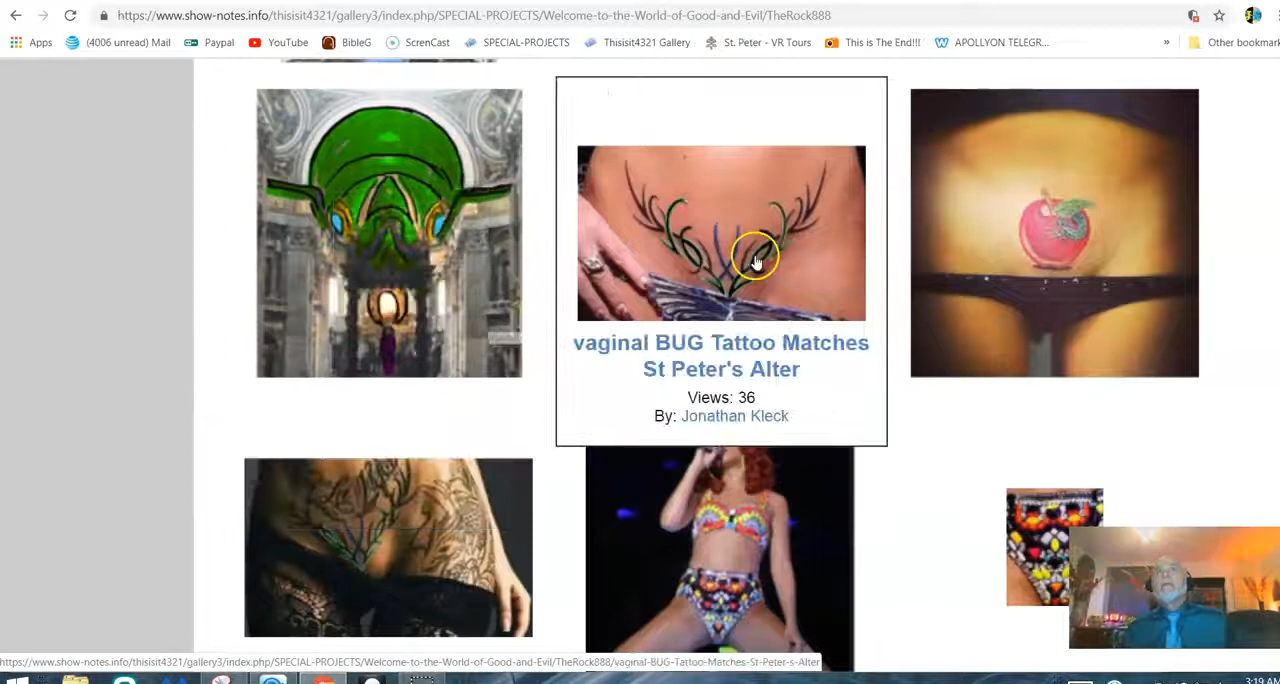 https://www.show-notes.info/thisisit4321/gallery3/index.php/SPECIAL-PROJECTS/Welcome-to-the-World-of-Good-and-Evil/TheRock888
Apps
(4006 unread) Mail
Paypal
YouTube
BibleG
ScrenCast
SPECIAL-PROJECTS
Thisisit4321 Gallery
St. Peter - VR Tours
This is The End!!!
APOLLYON TELEGR...
»
Other bookmar
vaginal BUG Tattoo Matches
St Peter's Alter
Views: 36
By: Jonathan Kleck
https://www.show-notes.info/thisisit4321/gallery3/index.php/SPECIAL-PROJECTS/Welcome-to-the-World-of-Good-and-Evil/TheRock888/vaginal-BUG-Tattoo-Matches-St-Peter-s-Alter
3:19 AM